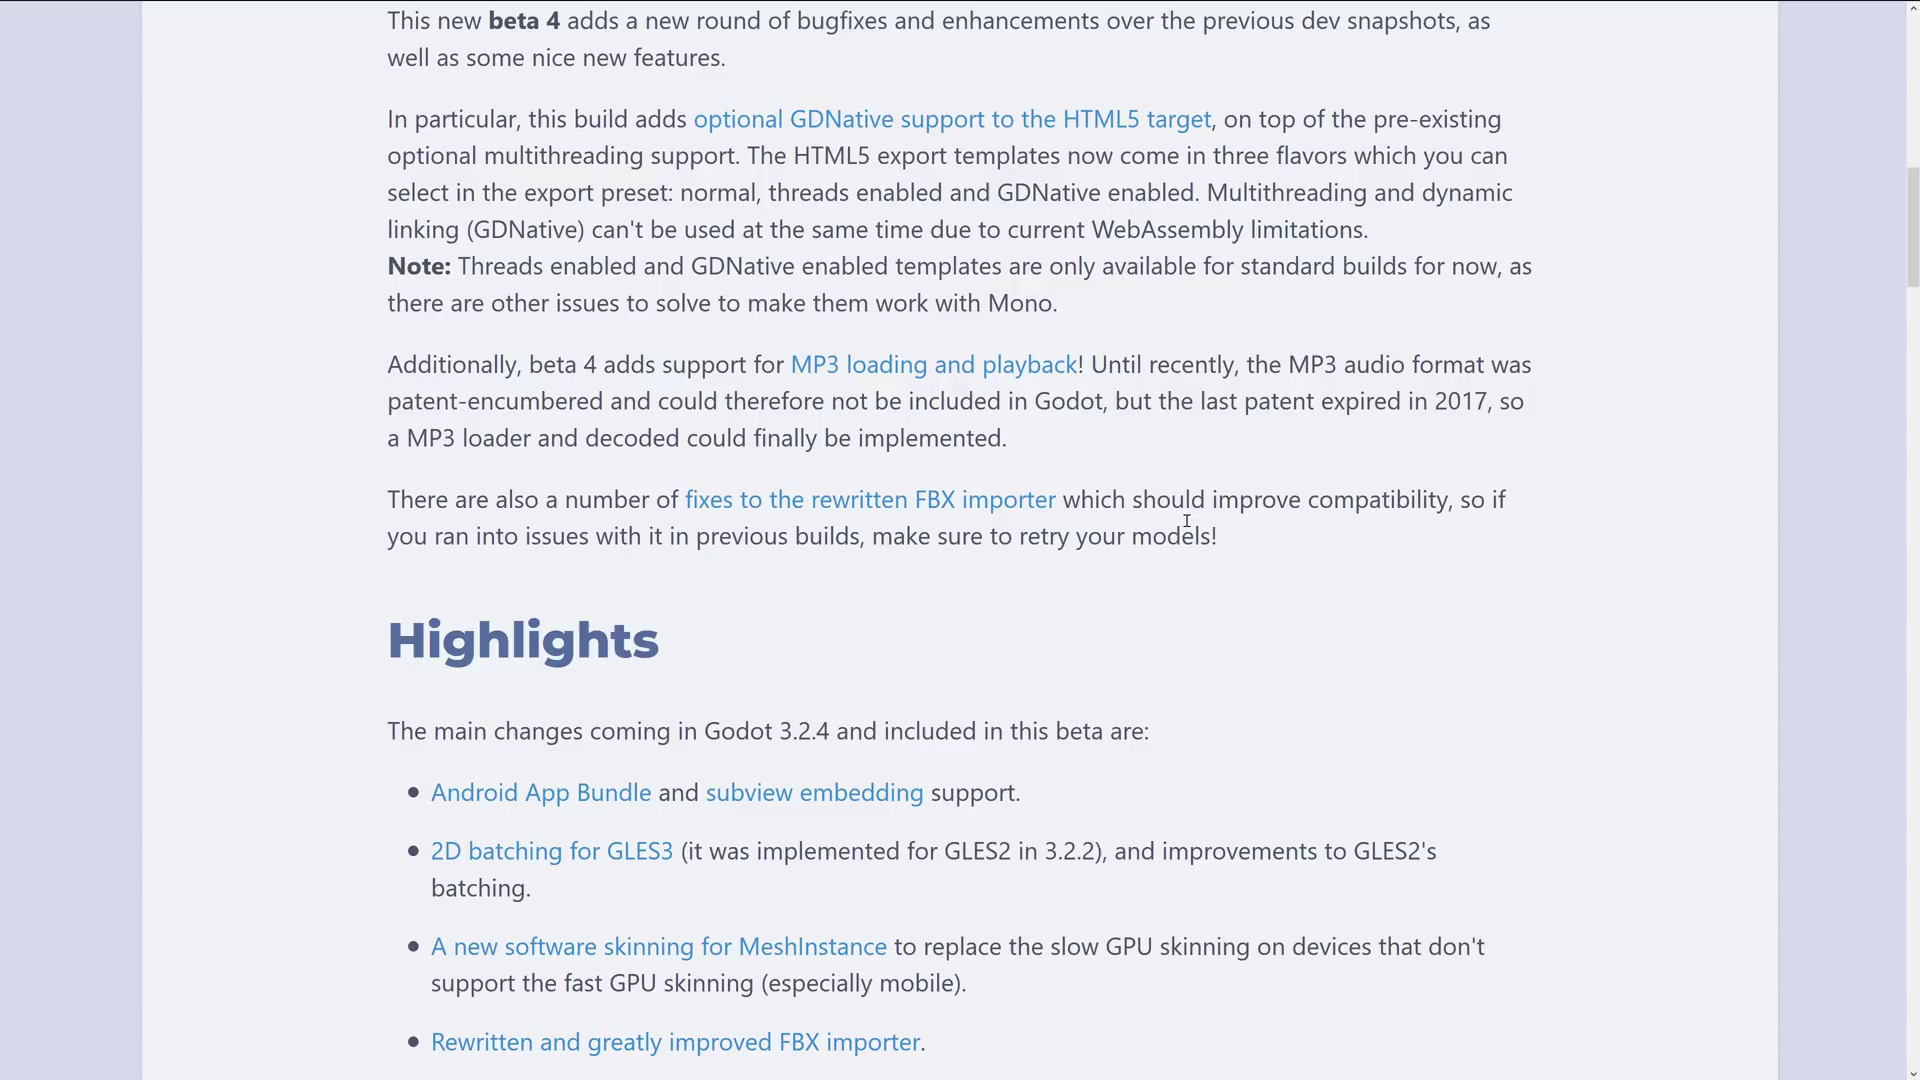 This new beta 4 adds a new round of bugfixes and enhancements over the previous dev snapshots, as
well as some nice new features.
In particular, this build adds optional GDNative support to the HTML5 target, on top of the pre-existing
optional multithreading support. The HTML5 export templates now come in three flavors which you can
select in the export preset: normal, threads enabled and GDNative enabled. Multithreading and dynamic
linking (GDNative) can't be used at the same time due to current WebAssembly limitations.
Note: Threads enabled and GDNative enabled templates are only available for standard builds for now, as
there are other issues to solve to make them work with Mono.
Additionally, beta 4 adds support for MP3 loading and playback! Until recently, the MP3 audio format was
patent-encumbered and could therefore not be included in Godot, but the last patent expired in 2017, so
a MP3 loader and decoded could finally be implemented.
There are also a number of fixes to the rewritten FBX importer which should improve compatibility, so if
you ran into issues with it in previous builds, make sure to retry your models!
Highlights
The main changes coming in Godot 3.2.4 and included in this beta are:
Android App Bundle and subview embedding support.
2D batching for GLES3 (it was implemented for GLES2 in 3.2.2), and improvements to GLES2's
batching.
A new software skinning for MeshInstance to replace the slow GPU skinning on devices that don't
support the fast GPU skinning (especially mobile).
Rewritten and greatly improved FBX importer.